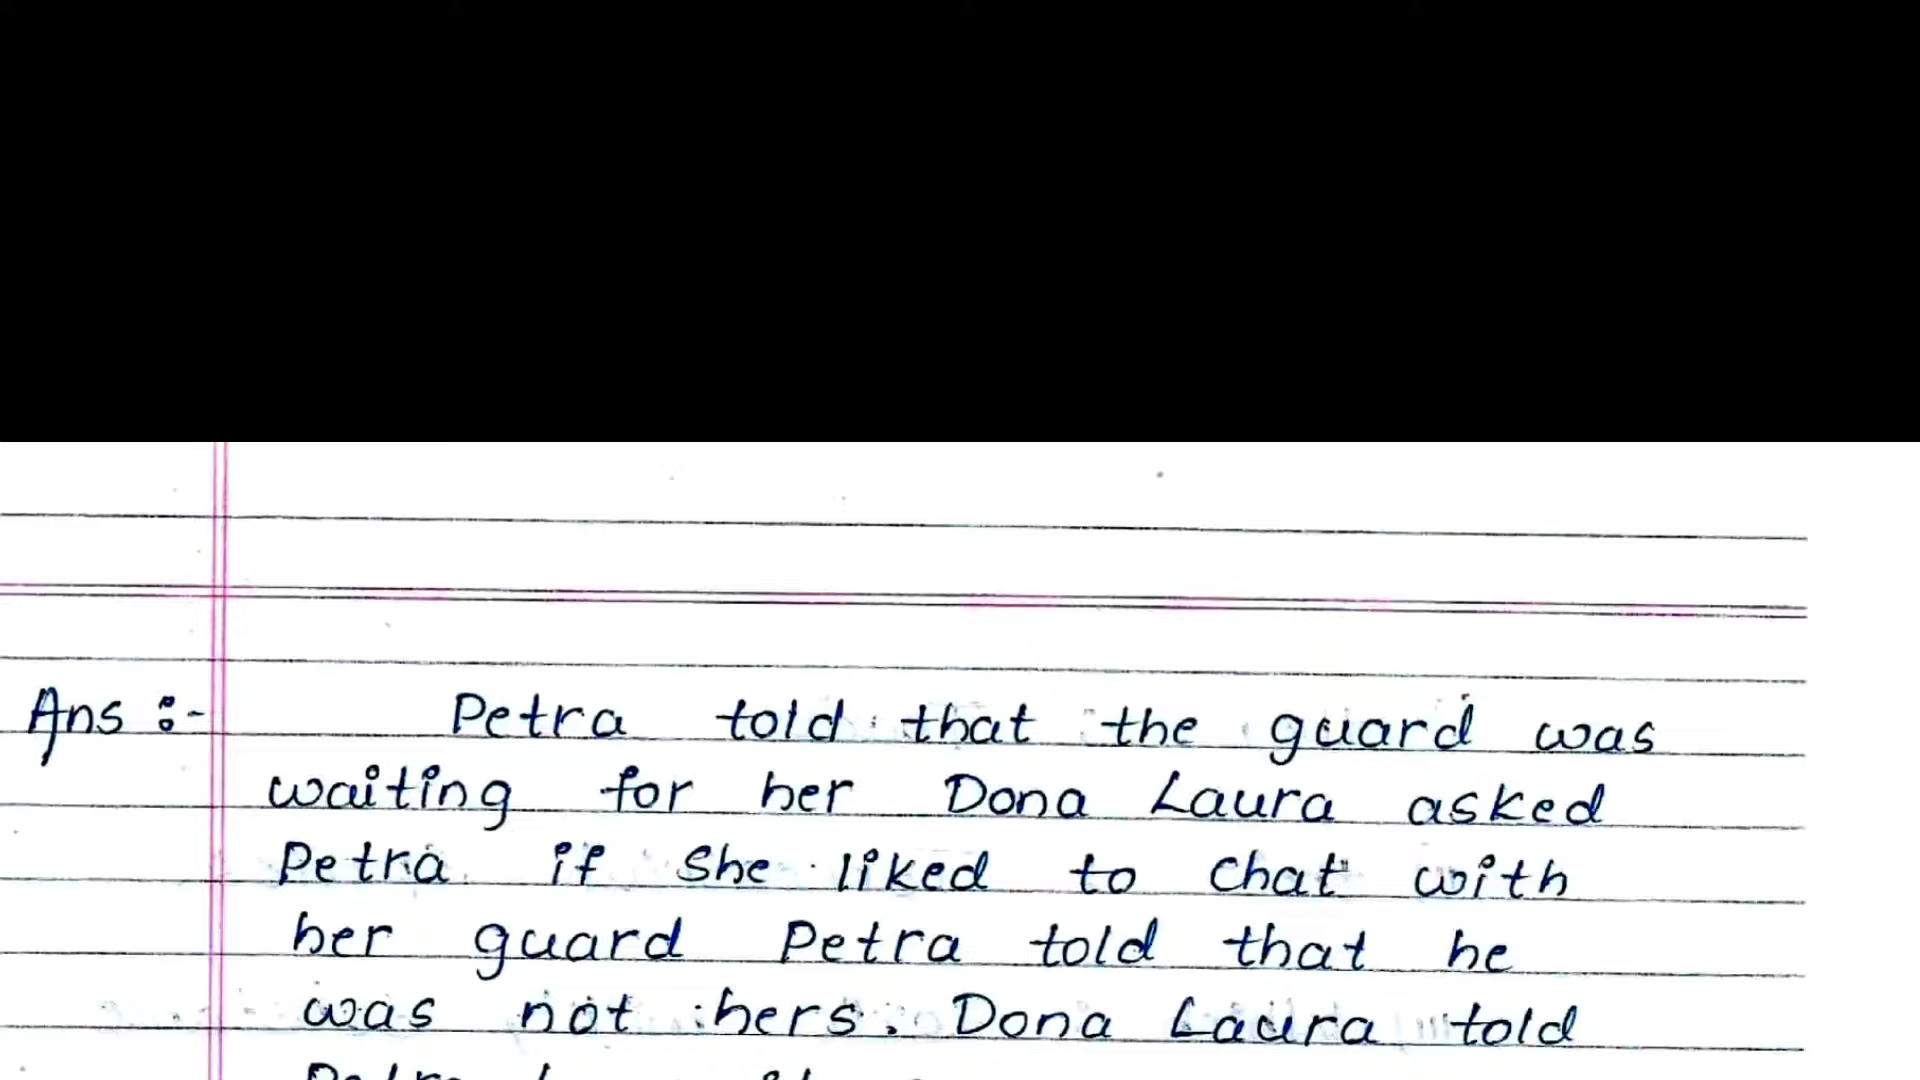 Ans :- Petra told that the guard was
waiting for her Dona Laura asked
Petra if She liked to Chat with
her guard Petra told that he
was not hers. Dona Laura told